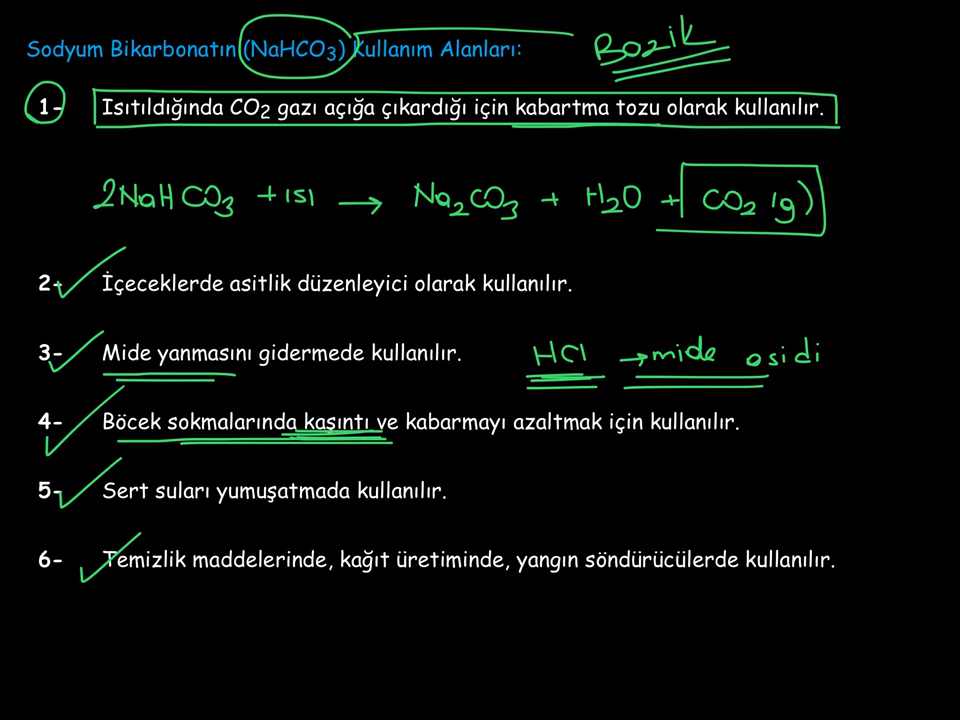 Sodyum Bikarbonatın (NaHCO3) Kullanım Alanları: Bazik
1- Isıtıldığında CO2 gazı açığa çıkardığı için kabartma tozu olarak kullanılır.
2NaHCO3 + ısı → Na2CO3 + H2O + CO2 (g)
2- İçeceklerde asitlik düzenleyici olarak kullanılır.
3- Mide yanmasını gidermede kullanılır. HCl → mide asidi
4- Böcek sokmalarında kaşıntı ve kabarmayı azaltmak için kullanılır.
5- Sert suları yumuşatmada kullanılır.
6- Temizlik maddelerinde, kağıt üretiminde, yangın söndürücülerde kullanılır.